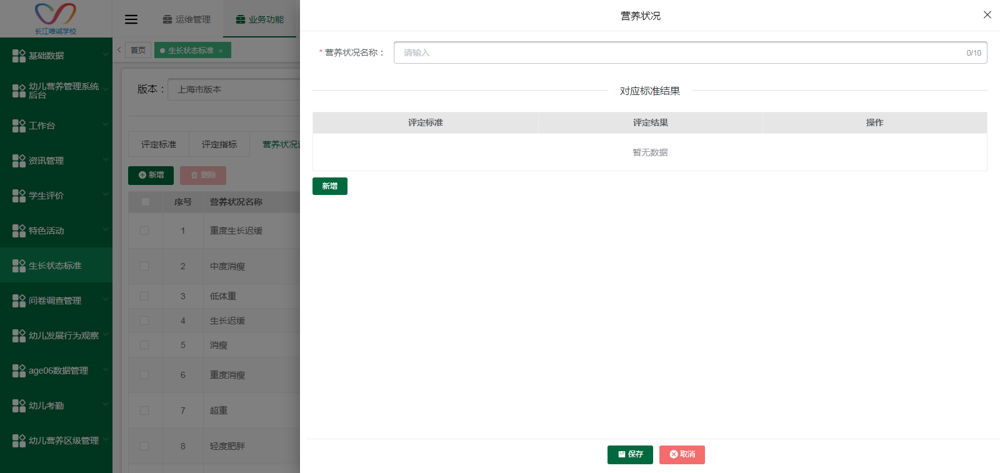 长江唯诚学校
运维管理
业务功能
首页
生长状态标准 ×
基础数据
幼儿营养管理系统
后台
工作台
资讯管理
学生评价
特色活动
生长状态标准
问卷调查管理
幼儿发展行为观察
age06数据管理
幼儿考勤
幼儿营养区级管理
版本：
上海市版本
评定标准
评定指标
营养状况
新增
删除
序号
营养状况名称
1
重度生长迟缓
2
中度消瘦
3
低体重
4
生长迟缓
5
消瘦
6
重度消瘦
7
超重
8
轻度肥胖
营养状况
* 营养状况名称：
请输入
0/10
对应标准结果
评定标准
评定结果
操作
暂无数据
新增
保存
取消